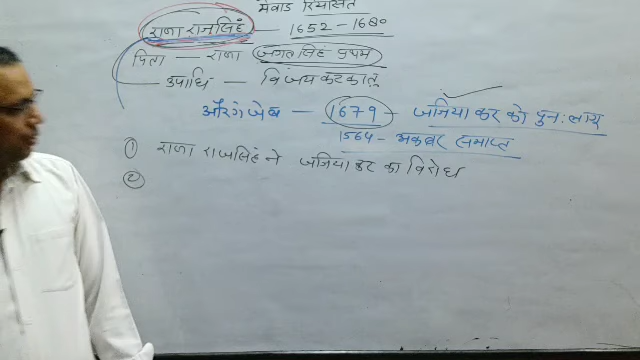 मेवाड रियासत
राणा राजसिंह — 1652 - 1680
पिता — राणा जगतसिंह प्रथम
उपाधि — विजय कटकातू
औरंगजेब — 1679 - जजिया कर को पुनः लागू
1564 - अकबर समाप्त
① राणा राजसिंह ने जजिया कर का विरोध
②